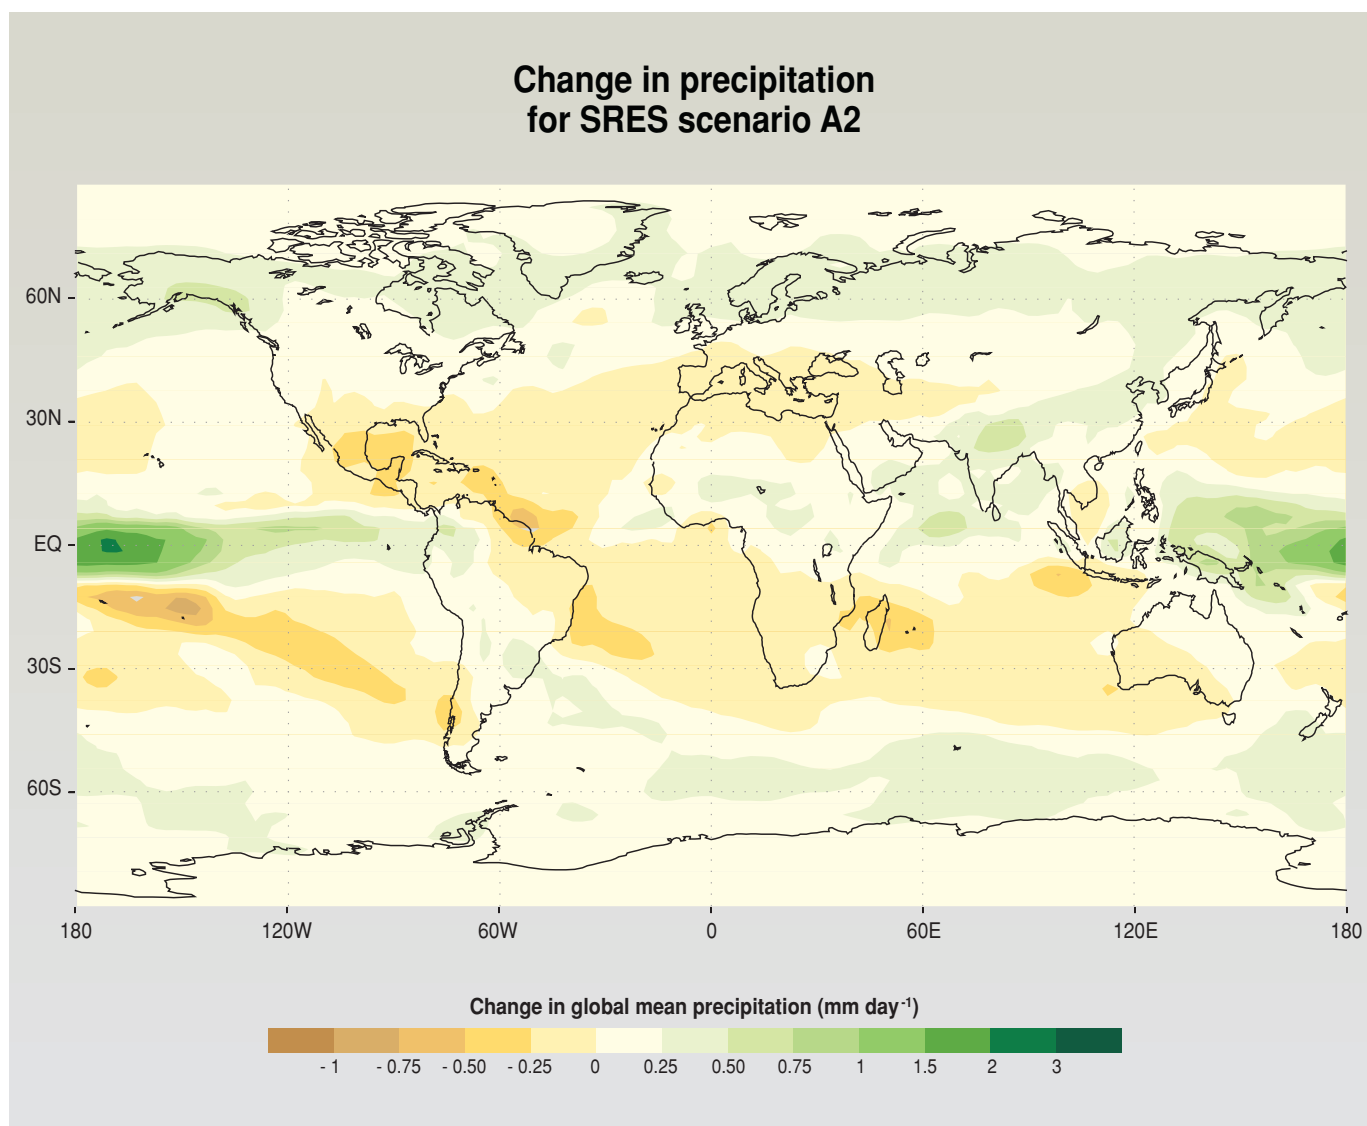 Change in precipitation
for SRES scenario A2
60N
30N
EQ
30S
60S
180 120W 60W 0 60E 120E 180
Change in global mean precipitation (mm day-1)
- 1 - 0.75 - 0.50 - 0.25 0 0.25 0.50 0.75 1 1.5 2 3